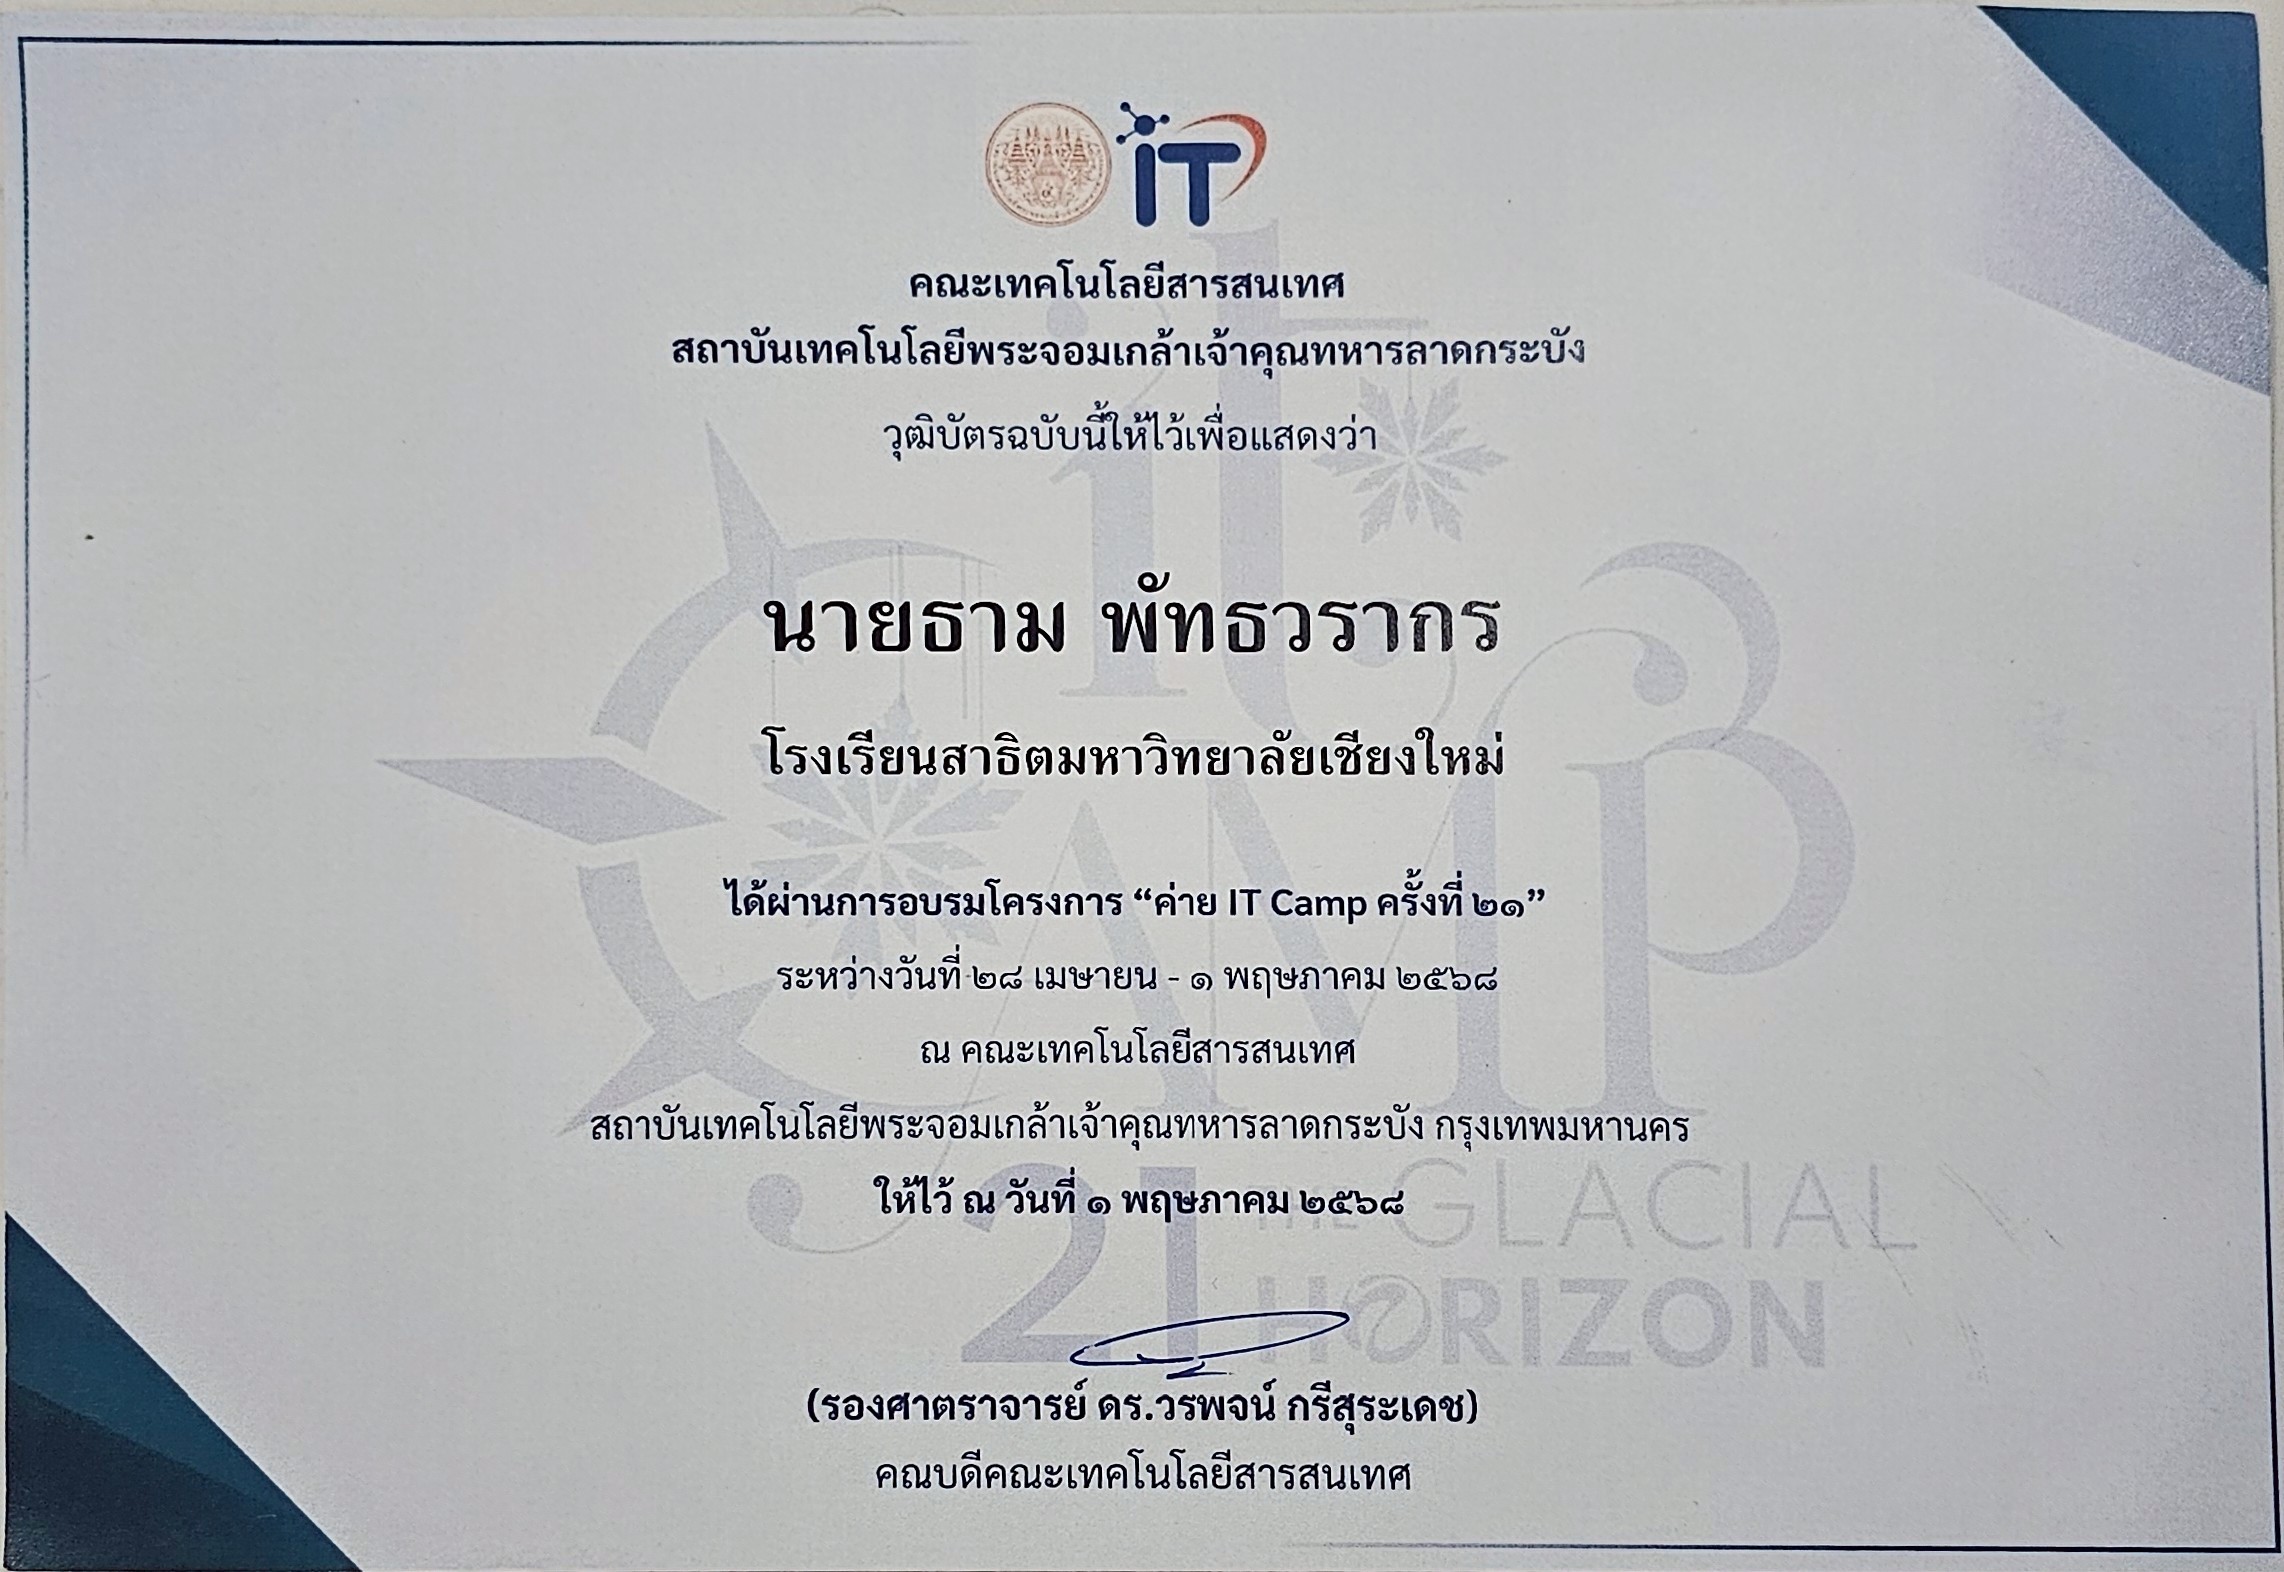 IT
คณะเทคโนโลยีสารสนเทศ
สถาบันเทคโนโลยีพระจอมเกล้าเจ้าคุณทหารลาดกระบัง
วุฒิบัตรฉบับนี้ให้ไว้เพื่อแสดงว่า
นายธาม พัทธวรากร
โรงเรียนสาธิตมหาวิทยาลัยเชียงใหม่
ได้ผ่านการอบรมโครงการ “ค่าย IT Camp ครั้งที่ ๒๑”
ระหว่างวันที่ ๒๘ เมษายน - ๑ พฤษภาคม ๒๕๖๘
ณ คณะเทคโนโลยีสารสนเทศ
สถาบันเทคโนโลยีพระจอมเกล้าเจ้าคุณทหารลาดกระบัง กรุงเทพมหานคร
ให้ไว้ ณ วันที่ ๑ พฤษภาคม ๒๕๖๘
(รองศาตราจารย์ ดร.วรพจน์ กรีสุระเดช)
คณบดีคณะเทคโนโลยีสารสนเทศ
it
CAMP
21 THE GLACIAL
HORIZON